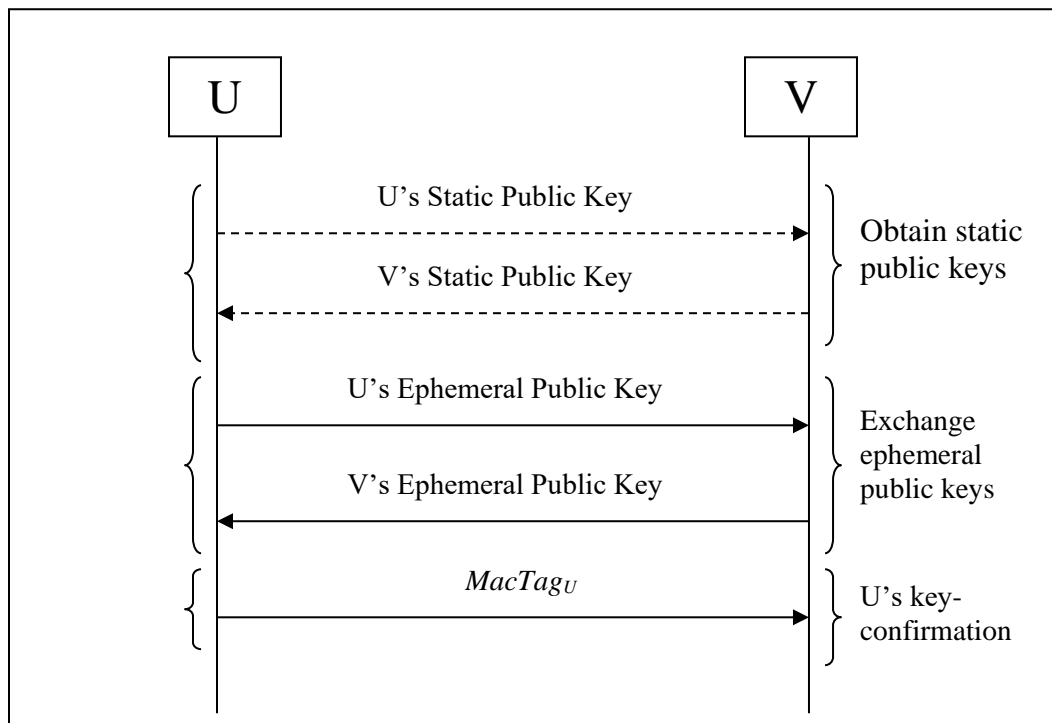 U
V
U’s Static Public Key
Obtain static
public keys
V’s Static Public Key
U’s Ephemeral Public Key
Exchange
ephemeral
public keys
V’s Ephemeral Public Key
MacTagU
U’s key-
confirmation